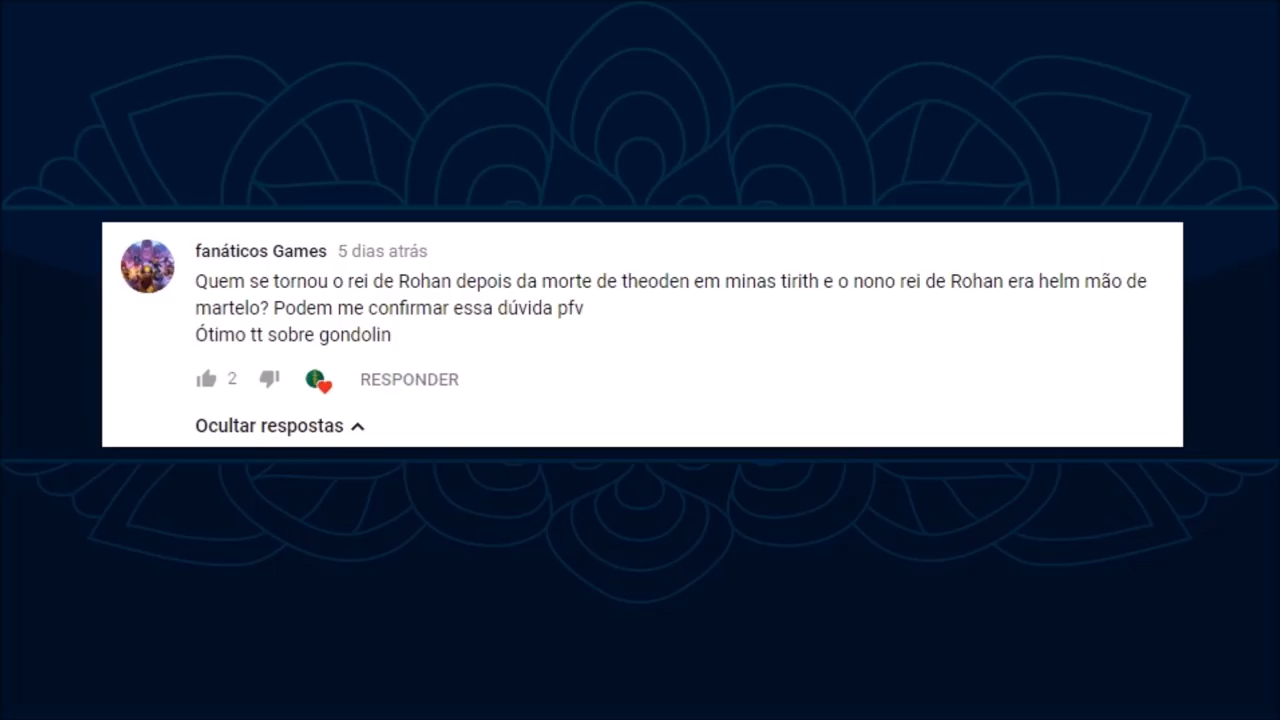 fanáticos Games 5 dias atrás
Quem se tornou o rei de Rohan depois da morte de theoden em minas tirith e o nono rei de Rohan era helm mão de
martelo? Podem me confirmar essa dúvida pfv
Ótimo tt sobre gondolin
2 RESPONDER
Ocultar respostas